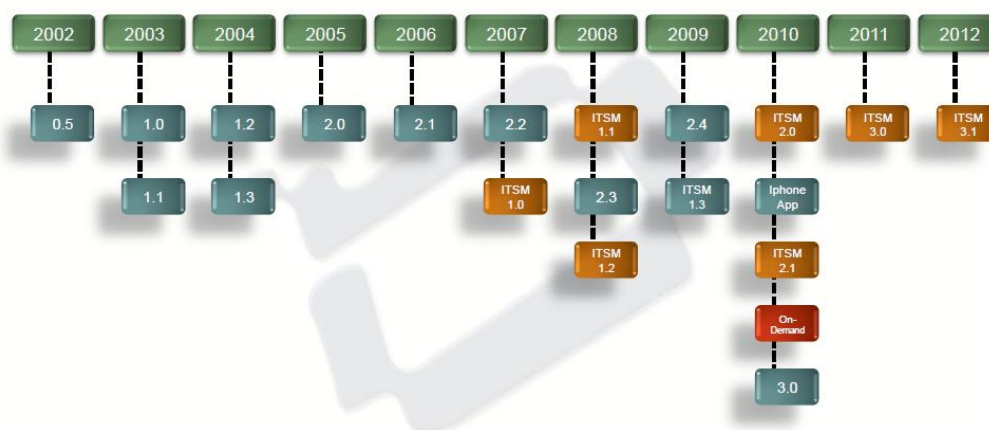 2002 2003 2004 2005 2006 2007 2008 2009 2010 2011 2012
0.5 1.0 1.2 2.0 2.1 2.2 ITSM 1.1 2.4 ITSM 2.0 ITSM 3.0 ITSM 3.1
1.1 1.3 ITSM 1.0 2.3 ITSM 1.3 Iphone App
ITSM 1.2 ITSM 2.1
On-Demand
3.0